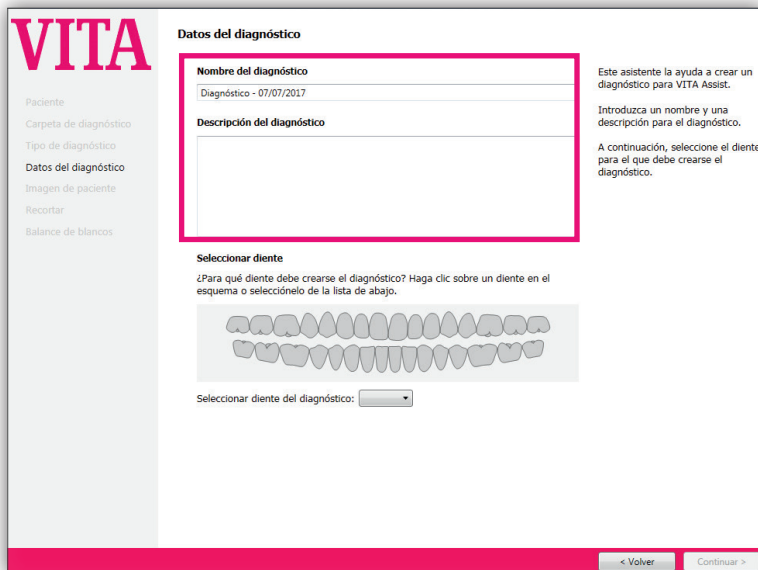 VITA
Paciente
Carpeta de diagnóstico
Tipo de diagnóstico
Datos del diagnóstico
Imagen de paciente
Recortar
Balance de blancos
Datos del diagnóstico
Nombre del diagnóstico
Diagnóstico - 07/07/2017
Descripción del diagnóstico
Seleccionar diente
¿Para qué diente debe crearse el diagnóstico? Haga clic sobre un diente en el
esquema o selecciónelo de la lista de abajo.
Seleccionar diente del diagnóstico:
Este asistente la ayuda a crear un
diagnóstico para VITA Assist.
Introduzca un nombre y una
descripción para el diagnóstico.
A continuación, seleccione el diente
para el que debe crearse el
diagnóstico.
< Volver
Continuar >